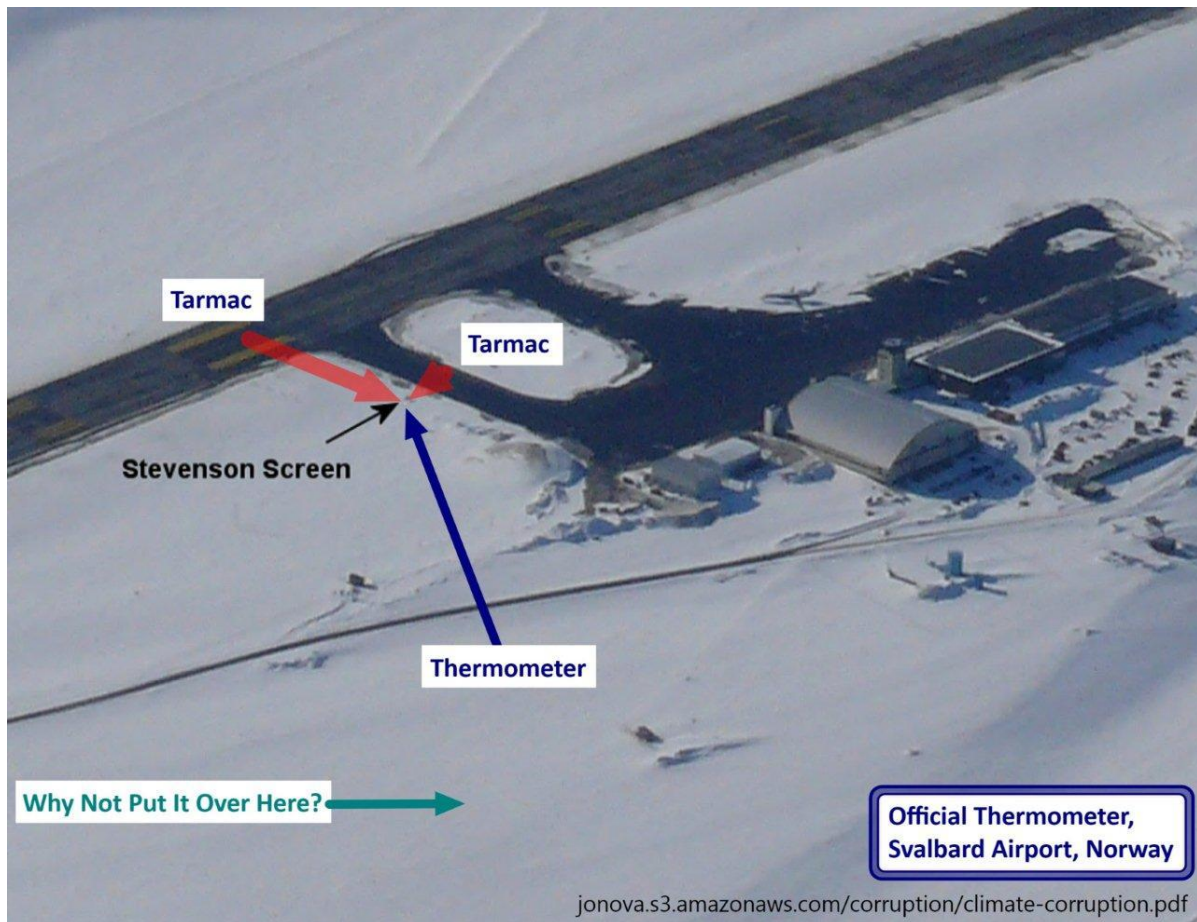 Tarmac
Tarmac
Stevenson Screen
Thermometer
Why Not Put It Over Here?
Official Thermometer,
Svalbard Airport, Norway
jonova.s3.amazonaws.com/corruption/climate-corruption.pdf